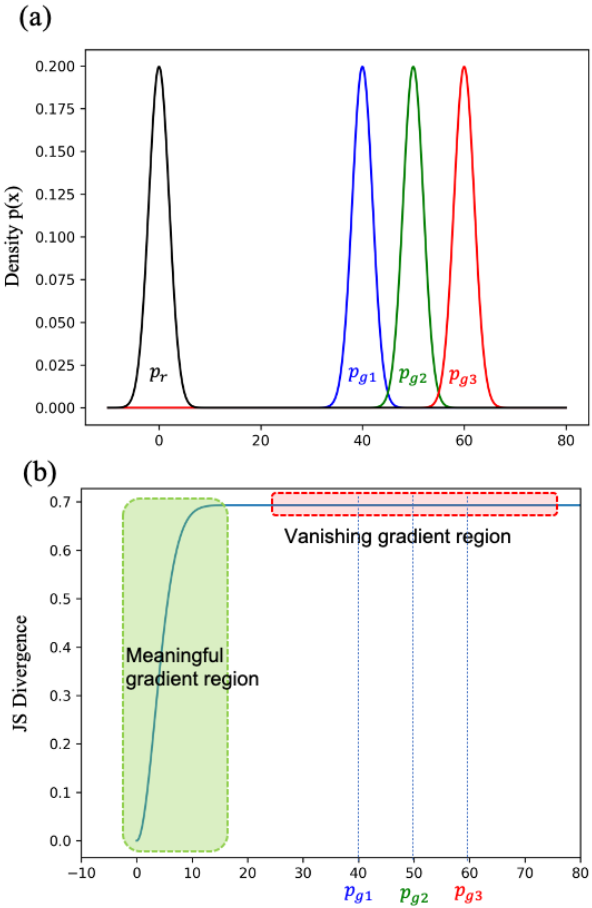 (a)
0.200
0.175
0.150
0.125
0.100
0.075
0.050
0.025
0.000
Density p(x)
p_r
p_g1
p_g2
p_g3
0
20
40
60
80
(b)
0.7
0.6
0.5
0.4
0.3
0.2
0.1
0.0
JS Divergence
Vanishing gradient region
Meaningful
gradient region
-10
0
10
20
30
40
50
60
70
80
p_g1
p_g2
p_g3